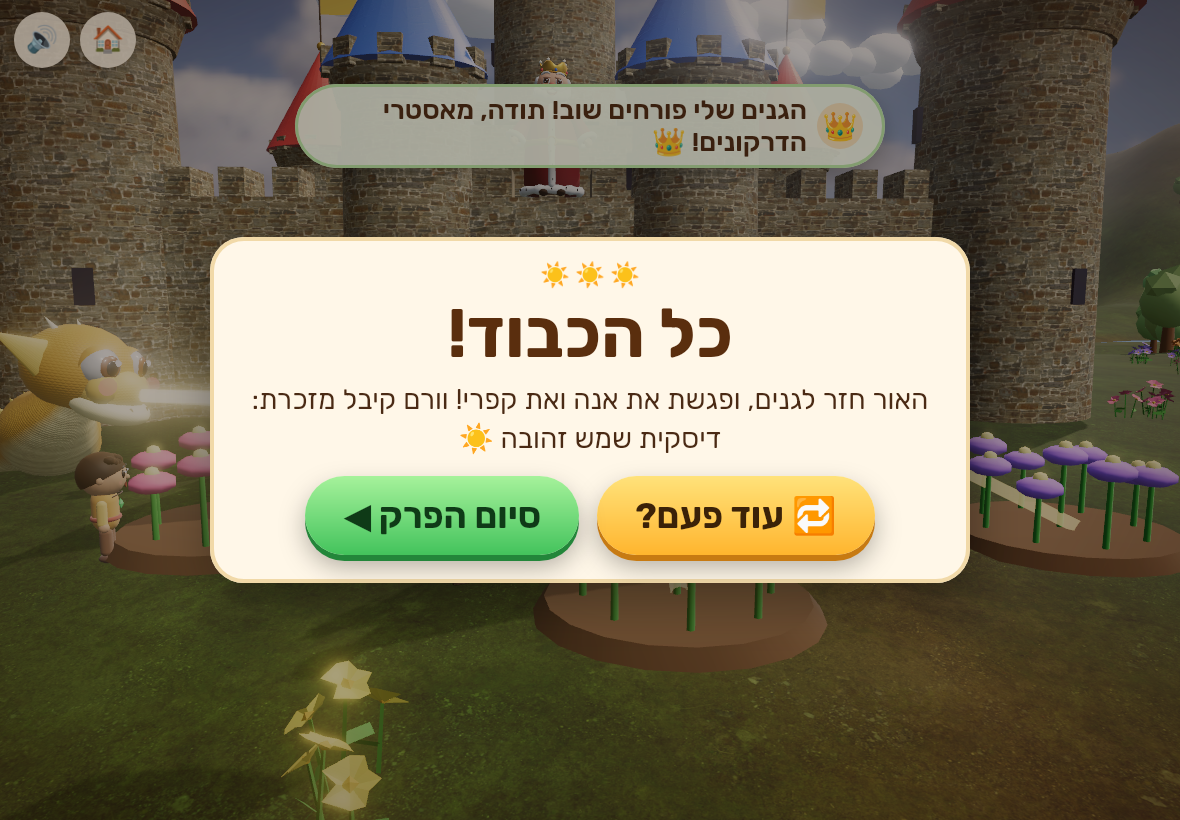 הגנים שלי פורחים שוב! תודה, מאסטרי
הדרקונים! 👑
כל הכבוד!
האור חזר לגנים, ופגשת את אנה ואת קפרי! וורם קיבל מזכרת:
דיסקית שמש זהובה ☀️
🔁 עוד פעם?
סיום הפרק ◀